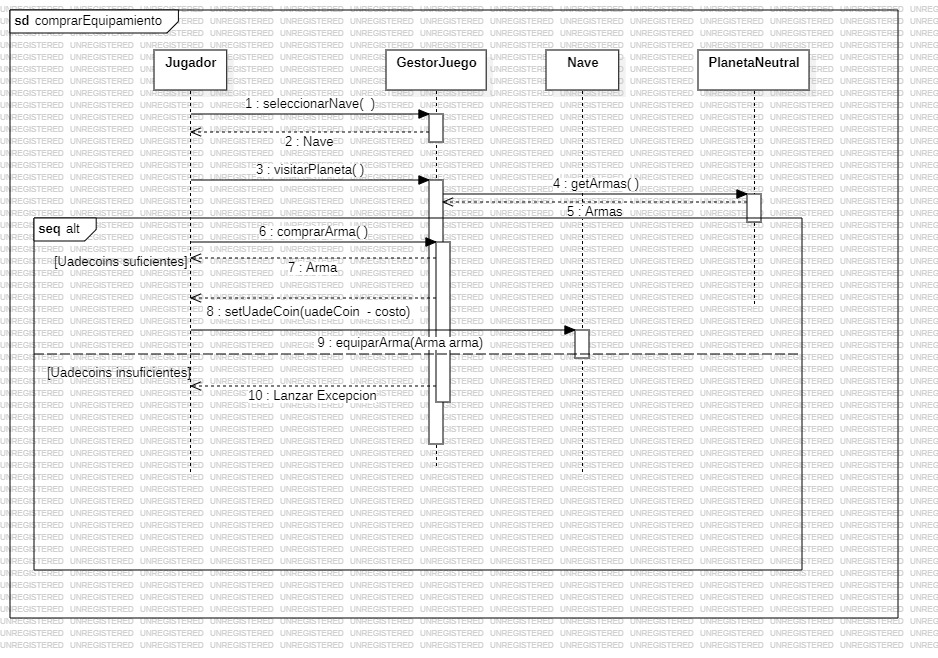 sd comprarEquipamiento
Jugador
GestorJuego
Nave
PlanetaNeutral
1 : seleccionarNave( )
2 : Nave
3 : visitarPlaneta( )
4 : getArmas( )
5 : Armas
seq alt
6 : comprarArma( )
[Uadecoins suficientes]
7 : Arma
8 : setUadeCoin(uadeCoin - costo)
9 : equiparArma(Arma arma)
[Uadecoins insuficientes]
10 : Lanzar Excepcion
UNREGISTERED